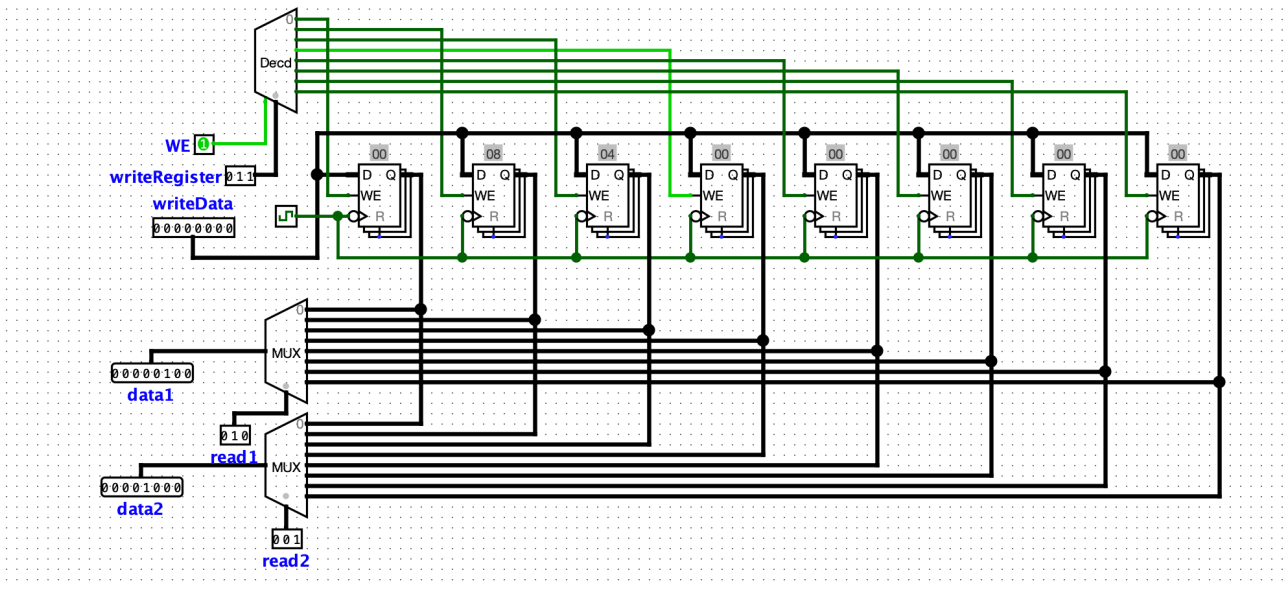 0
Decd
WE 1
writeRegister 011
writeData
00000000
00 08 04 00 00 00 00 00
D Q D Q D Q D Q D Q D Q D Q D Q
WE WE WE WE WE WE WE WE
R R R R R R R R
0
MUX
00000100
data1
010
read1
0
MUX
00001000
data2
001
read2